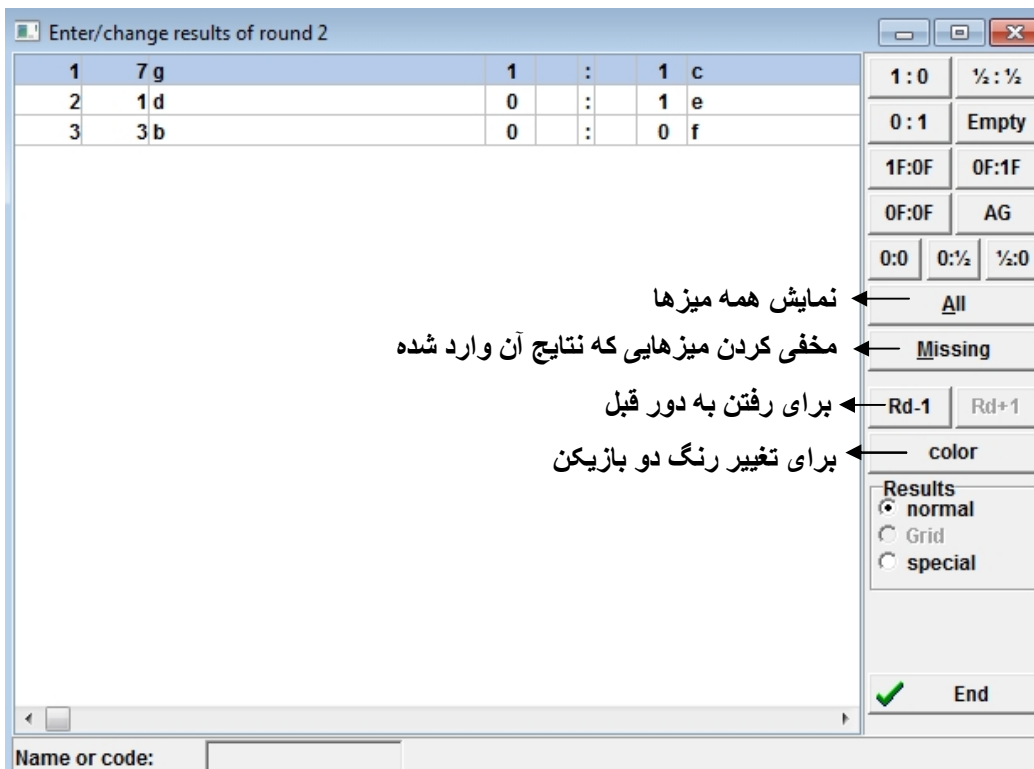 Enter/change results of round 2
1 7 g 1 : 1 c
2 1 d 0 : 1 e
3 3 b 0 : 0 f
1 : 0 ½ : ½
0 : 1 Empty
1F:0F 0F:1F
0F:0F AG
0:0 0:½ ½:0
نمایش همه میزها
All
مخفی کردن میزهایی که نتایج آن وارد شده
Missing
برای رفتن به دور قبل
Rd-1 Rd+1
برای تغییر رنگ دو بازیکن
color
Results
normal
Grid
special
End
Name or code: